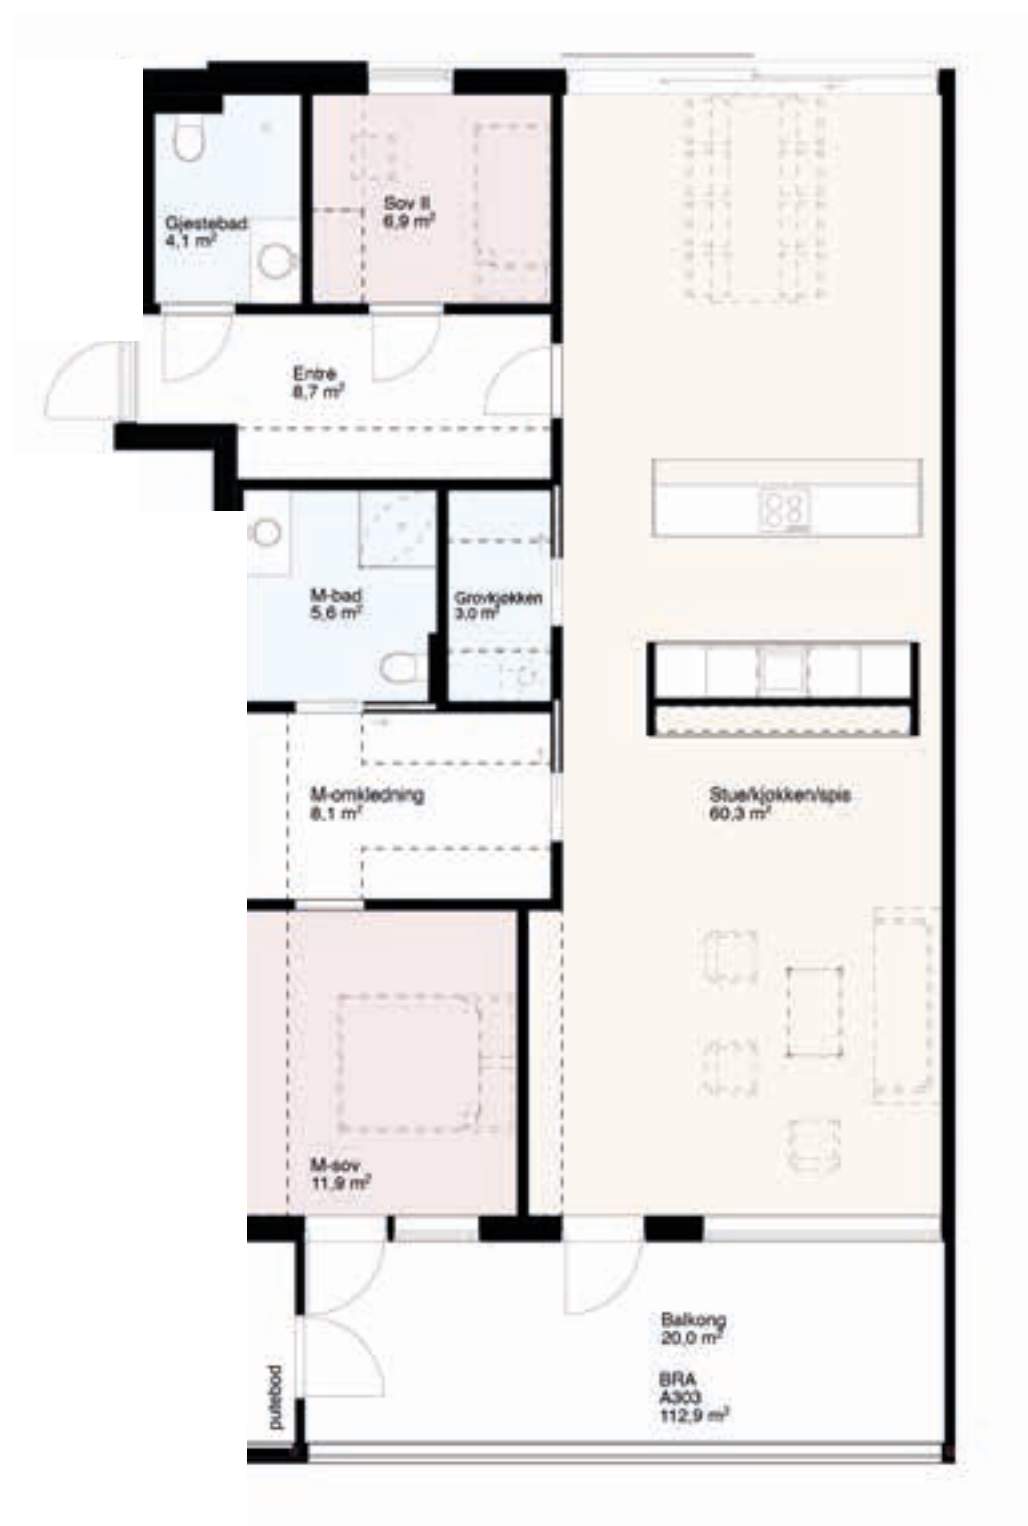 Sov II
6,9 m²
Gjestebad
4,1 m²
Entré
8,7 m²
M-bad
5,6 m²
Grovkjøkken
3,0 m²
M-omkledning
8,1 m²
Stue/kjøkken/spis
60,3 m²
M-sov
11,9 m²
Balkong
20,0 m²
BRA
A303
112,9 m²
putebod